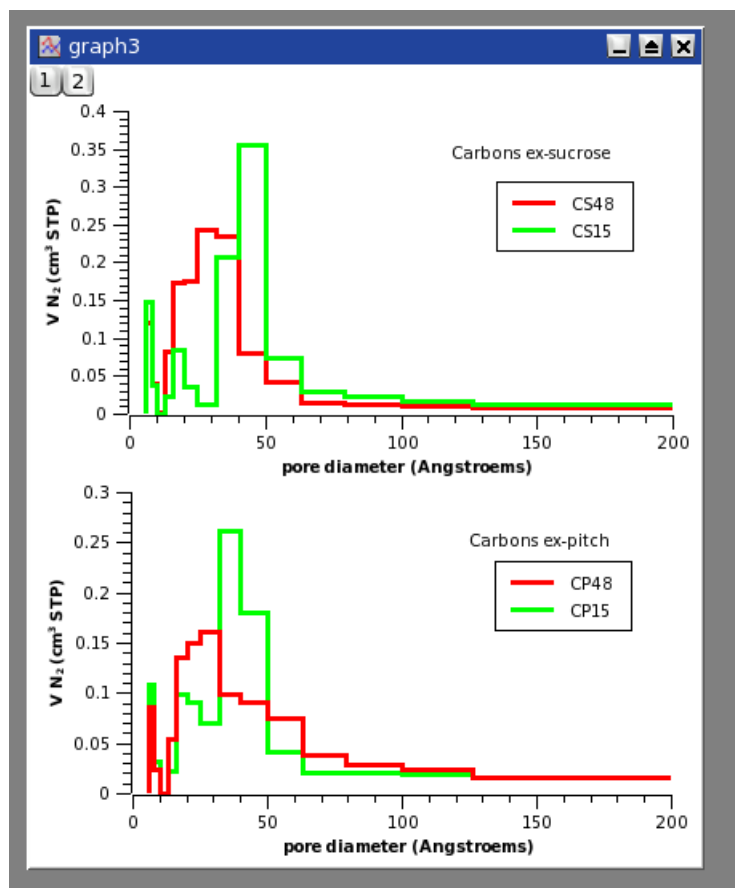 graph3
1 2
0.4
0.35
0.3
0.25
0.2
0.15
0.1
0.05
0
V N₂ (cm³ STP)
Carbons ex-sucrose
CS48
CS15
0 50 100 150 200
pore diameter (Angstroems)
0.3
0.25
0.2
0.15
0.1
0.05
0
V N₂ (cm³ STP)
Carbons ex-pitch
CP48
CP15
0 50 100 150 200
pore diameter (Angstroems)